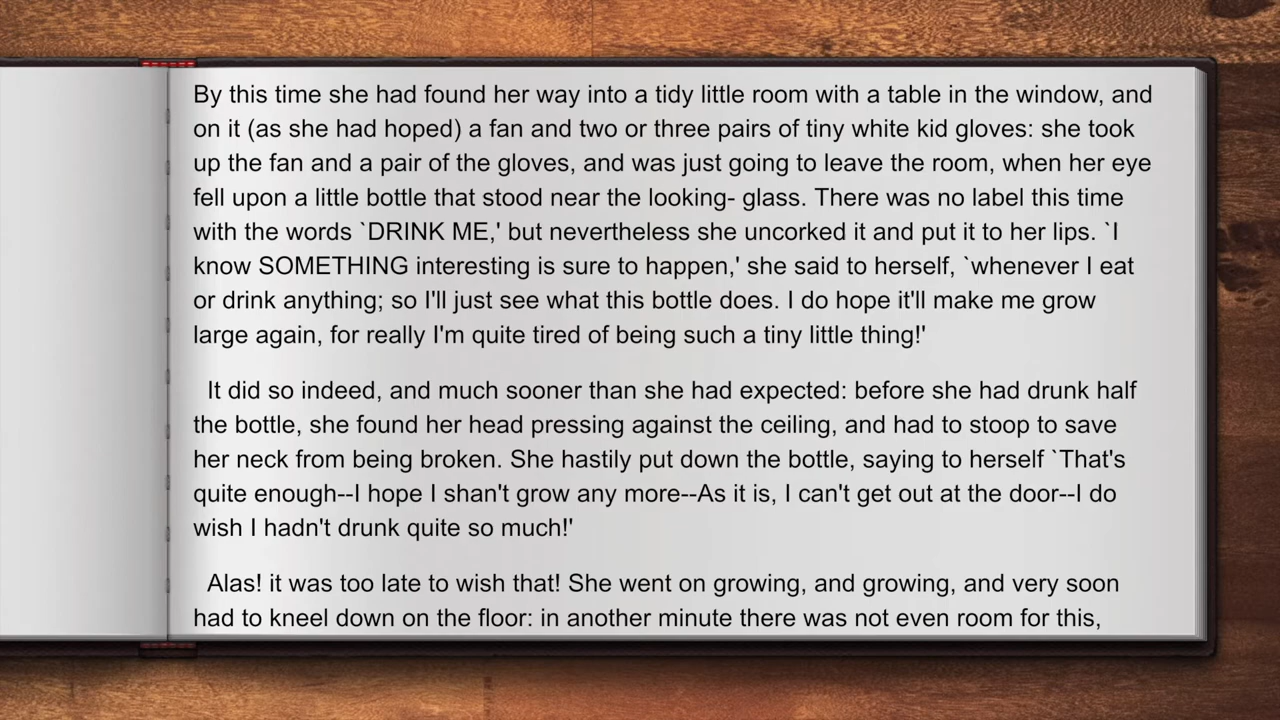 By this time she had found her way into a tidy little room with a table in the window, and
on it (as she had hoped) a fan and two or three pairs of tiny white kid gloves: she took
up the fan and a pair of the gloves, and was just going to leave the room, when her eye
fell upon a little bottle that stood near the looking- glass. There was no label this time
with the words `DRINK ME,' but nevertheless she uncorked it and put it to her lips. `I
know SOMETHING interesting is sure to happen,' she said to herself, `whenever I eat
or drink anything; so I'll just see what this bottle does. I do hope it'll make me grow
large again, for really I'm quite tired of being such a tiny little thing!'
It did so indeed, and much sooner than she had expected: before she had drunk half
the bottle, she found her head pressing against the ceiling, and had to stoop to save
her neck from being broken. She hastily put down the bottle, saying to herself `That's
quite enough--I hope I shan't grow any more--As it is, I can't get out at the door--I do
wish I hadn't drunk quite so much!'
Alas! it was too late to wish that! She went on growing, and growing, and very soon
had to kneel down on the floor: in another minute there was not even room for this,